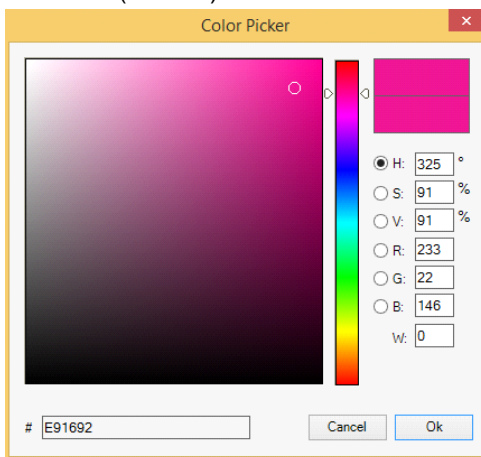 Color Picker
H: 325 °
S: 91 %
V: 91 %
R: 233
G: 22
B: 146
W: 0
# E91692
Cancel Ok